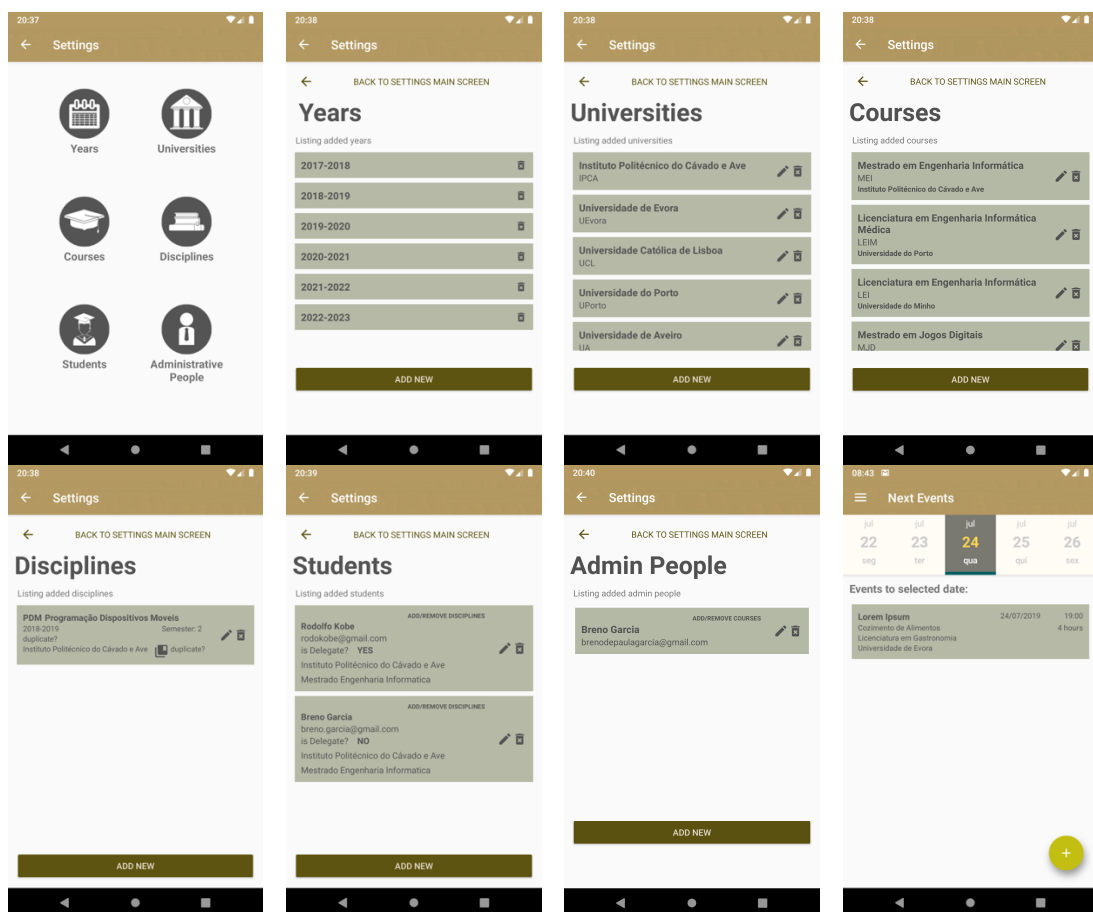 20:37
Settings
Years
Universities
Courses
Disciplines
Students
Administrative
People
20:38
Settings
BACK TO SETTINGS MAIN SCREEN
Years
Listing added years
2017-2018
2018-2019
2019-2020
2020-2021
2021-2022
2022-2023
ADD NEW
20:38
Settings
BACK TO SETTINGS MAIN SCREEN
Universities
Listing added universities
Instituto Politécnico do Cávado e Ave
IPCA
Universidade de Evora
UEvora
Universidade Católica de Lisboa
UCL
Universidade do Porto
UPorto
Universidade de Aveiro
UA
ADD NEW
20:38
Settings
BACK TO SETTINGS MAIN SCREEN
Courses
Listing added courses
Mestrado em Engenharia Informática
MEI
Instituto Politécnico do Cávado e Ave
Licenciatura em Engenharia Informática
Médica
LEIM
Universidade do Porto
Licenciatura em Engenharia Informática
LEI
Universidade do Minho
Mestrado em Jogos Digitais
MJD
ADD NEW
20:38
Settings
BACK TO SETTINGS MAIN SCREEN
Disciplines
Listing added disciplines
PDM Programação Dispositivos Moveis
2018-2019 Semester: 2
duplicate?
Instituto Politécnico do Cávado e Ave duplicate?
ADD NEW
20:39
Settings
BACK TO SETTINGS MAIN SCREEN
Students
Listing added students
ADD/REMOVE DISCIPLINES
Rodolfo Kobe
rodokobe@gmail.com
is Delegate? YES
Instituto Politécnico do Cávado e Ave
Mestrado Engenharia Informatica
ADD/REMOVE DISCIPLINES
Breno Garcia
breno.garcia@gmail.com
is Delegate? NO
Instituto Politécnico do Cávado e Ave
Mestrado Engenharia Informatica
ADD NEW
20:40
Settings
BACK TO SETTINGS MAIN SCREEN
Admin People
Listing added admin people
ADD/REMOVE COURSES
Breno Garcia
brenodepaulagarcia@gmail.com
ADD NEW
08:43
Next Events
jul jul jul jul jul
22 23 24 25 26
seg ter qua qui sex
Events to selected date:
Lorem Ipsum 24/07/2019 19:00
Cozimento de Alimentos 4 hours
Licenciatura em Gastronomia
Universidade de Evora
+